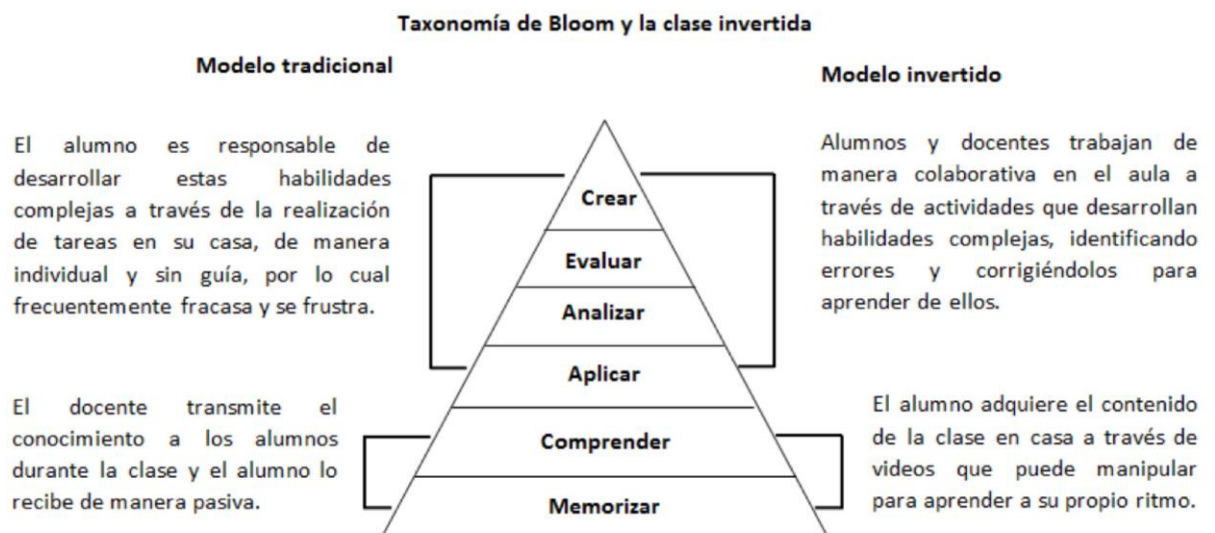 Taxonomía de Bloom y la clase invertida
Modelo tradicional
El alumno es responsable de
desarrollar estas habilidades
complejas a través de la realización
de tareas en su casa, de manera
individual y sin guía, por lo cual
frecuentemente fracasa y se frustra.
El docente transmite el
conocimiento a los alumnos
durante la clase y el alumno lo
recibe de manera pasiva.
Crear
Evaluar
Analizar
Aplicar
Comprender
Memorizar
Modelo invertido
Alumnos y docentes trabajan de
manera colaborativa en el aula a
través de actividades que desarrollan
habilidades complejas, identificando
errores y corrigiéndolos para
aprender de ellos.
El alumno adquiere el contenido
de la clase en casa a través de
videos que puede manipular
para aprender a su propio ritmo.